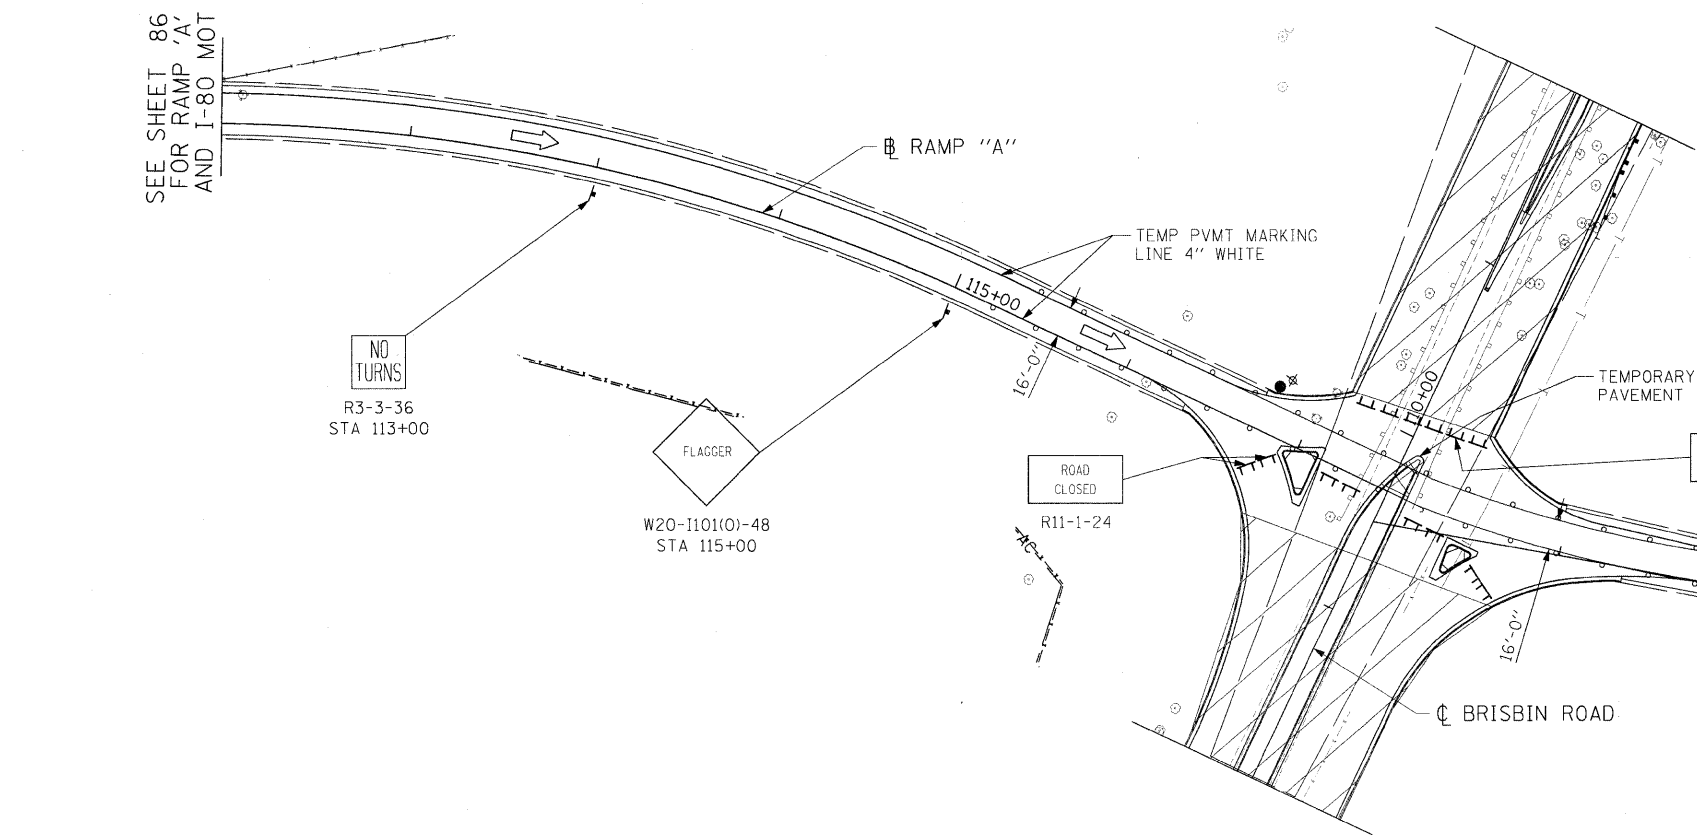 SEE SHEET 86
FOR RAMP 'A'
AND I-80 MOT
℄ RAMP "A"
TEMP PVMT MARKING
LINE 4" WHITE
115+00
16'-0"
NO
TURNS
R3-3-36
STA 113+00
FLAGGER
W20-I101(O)-48
STA 115+00
ROAD
CLOSED
R11-1-24
TEMPORARY
PAVEMENT
AC
16'-0"
℄ BRISBIN ROAD